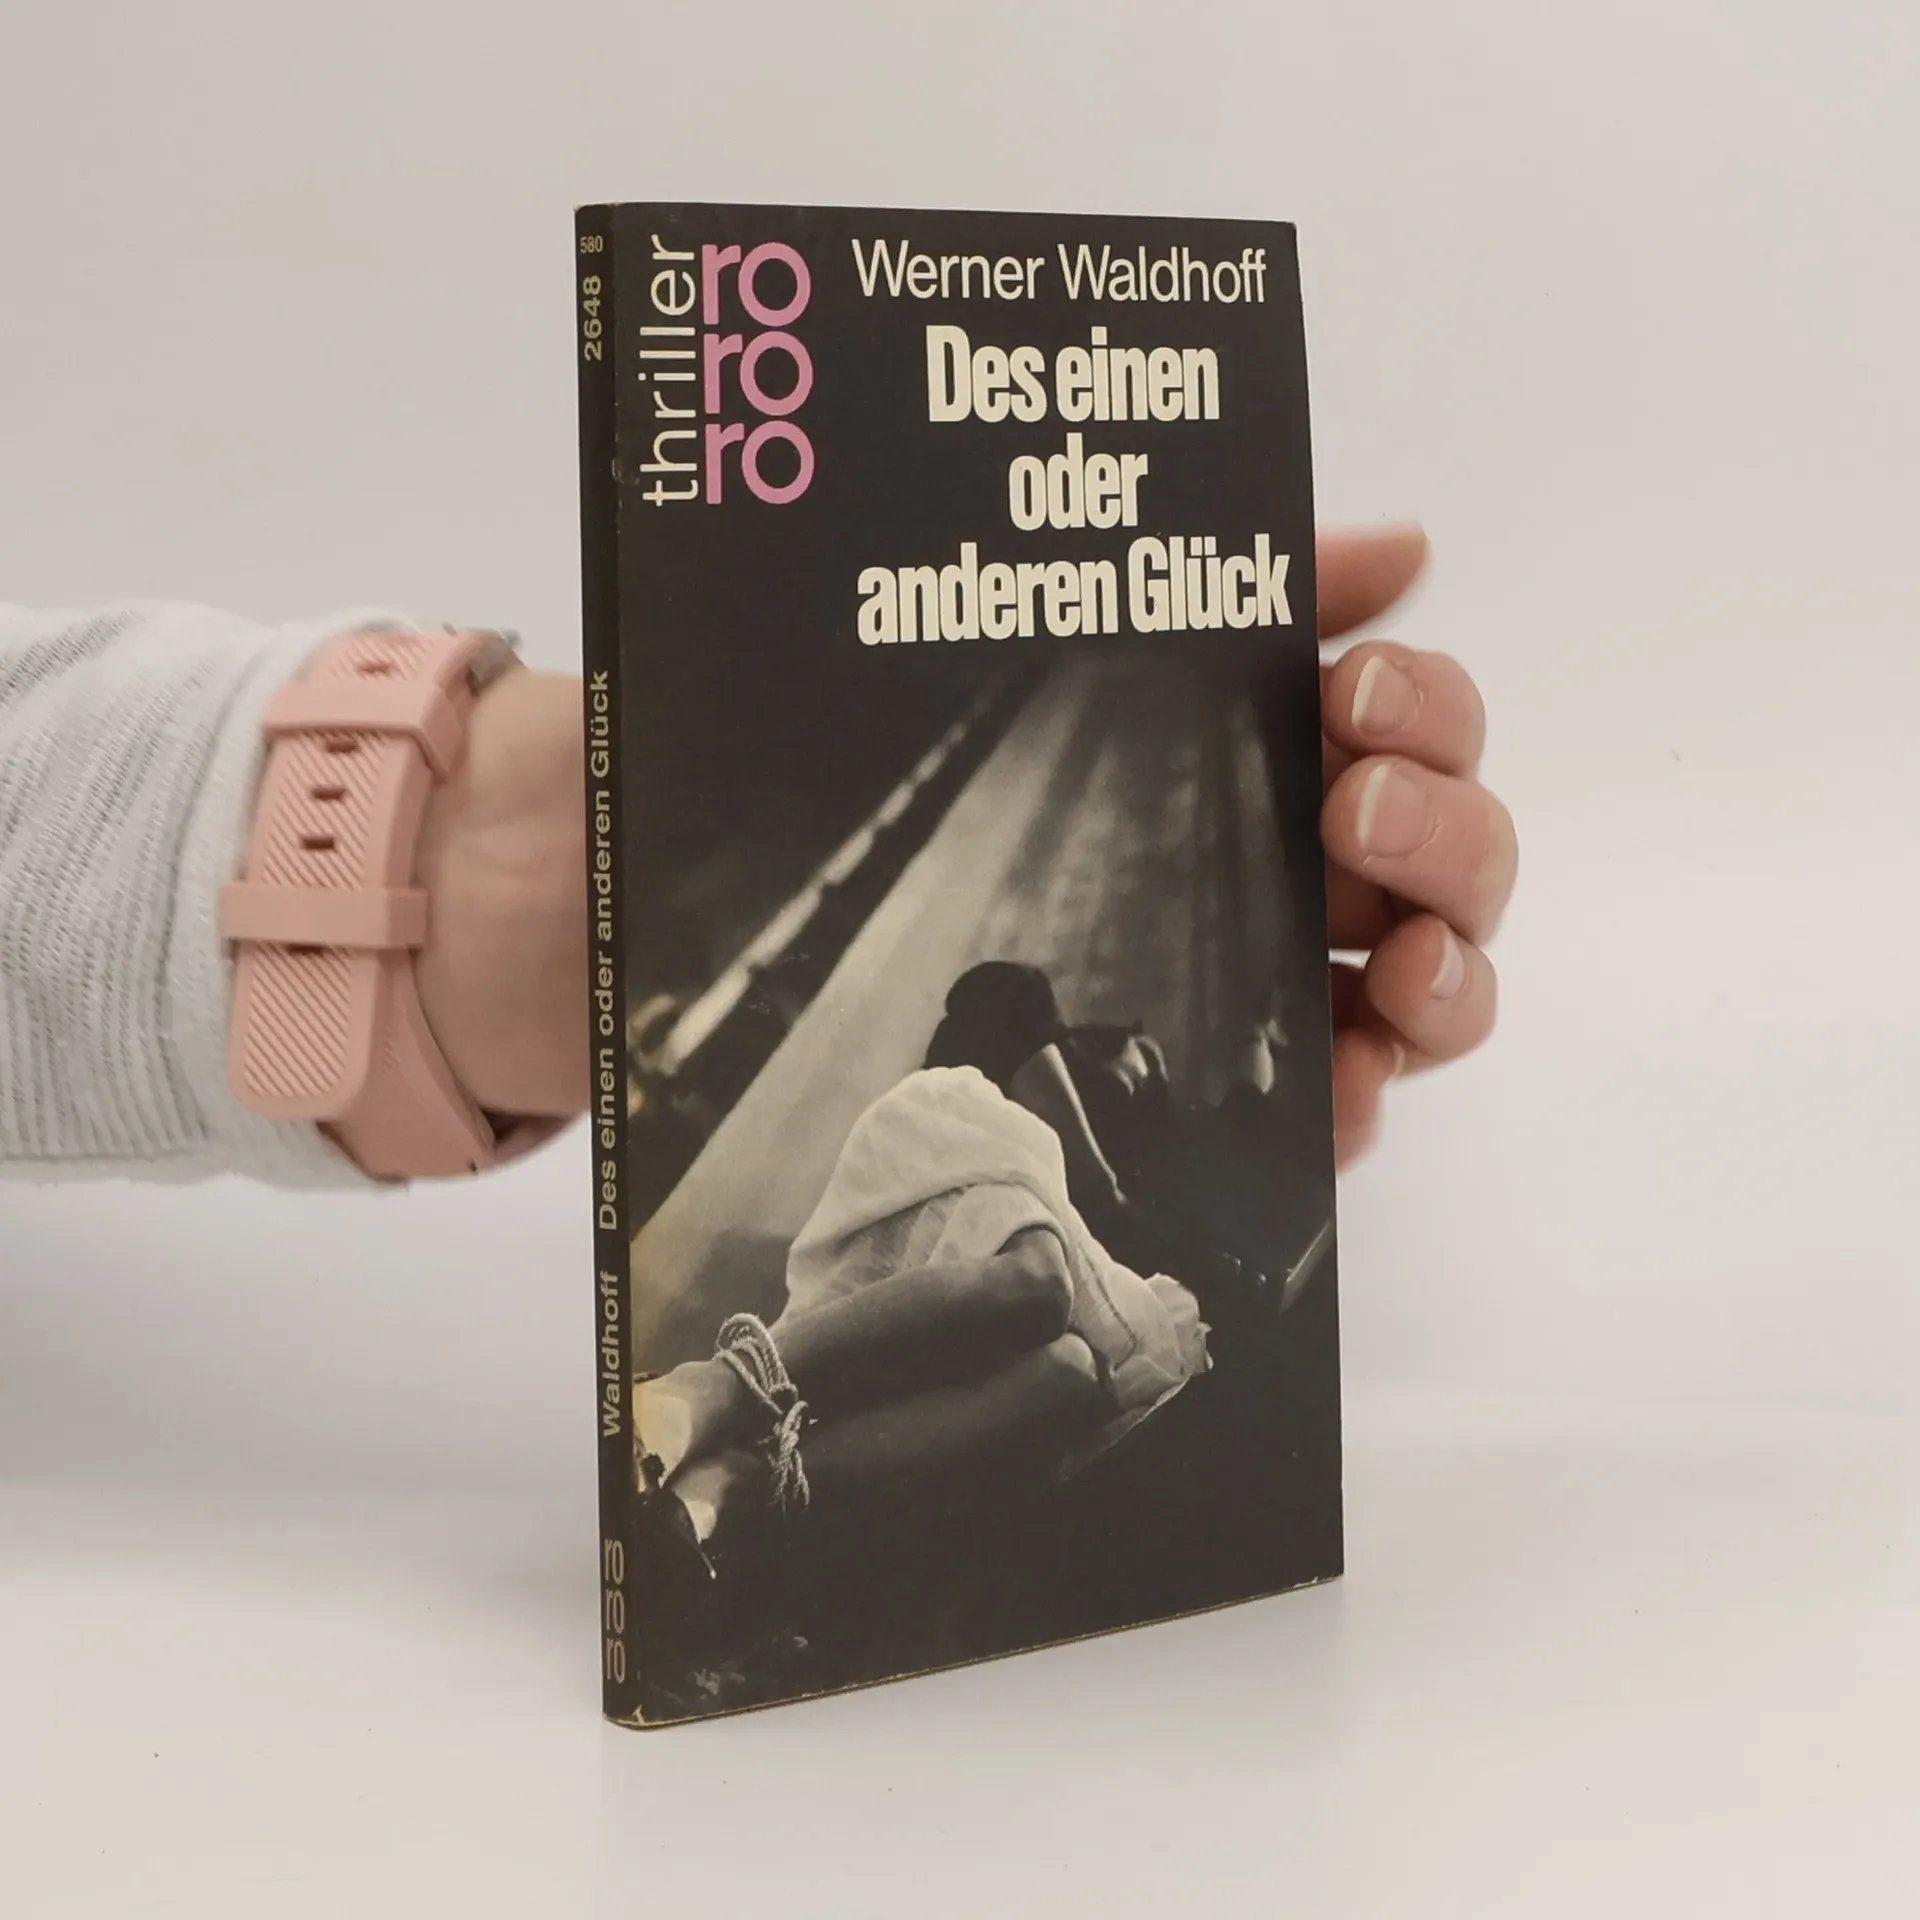 580
2648
Waldhoff Des einen oder anderen Glück
ro
ro
ro
thriller
ro
ro
ro
Werner Waldhoff
Des einen
oder
anderen Glück